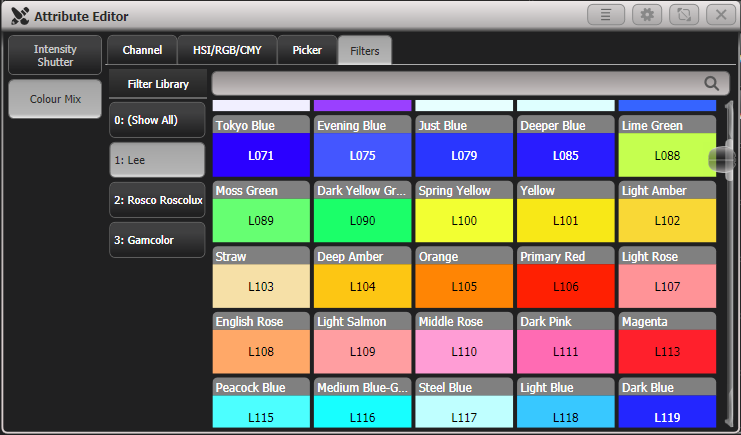 Attribute Editor
Intensity
Shutter
Colour Mix
Channel
HSI/RGB/CMY
Picker
Filters
Filter Library
0: (Show All)
1: Lee
2: Rosco Roscolux
3: Gamcolor
Tokyo Blue
Evening Blue
Just Blue
Deeper Blue
Lime Green
L071
L075
L079
L085
L088
Moss Green
Dark Yellow Gr...
Spring Yellow
Yellow
Light Amber
L089
L090
L100
L101
L102
Straw
Deep Amber
Orange
Primary Red
Light Rose
L103
L104
L105
L106
L107
English Rose
Light Salmon
Middle Rose
Dark Pink
Magenta
L108
L109
L110
L111
L113
Peacock Blue
Medium Blue-G...
Steel Blue
Light Blue
Dark Blue
L115
L116
L117
L118
L119